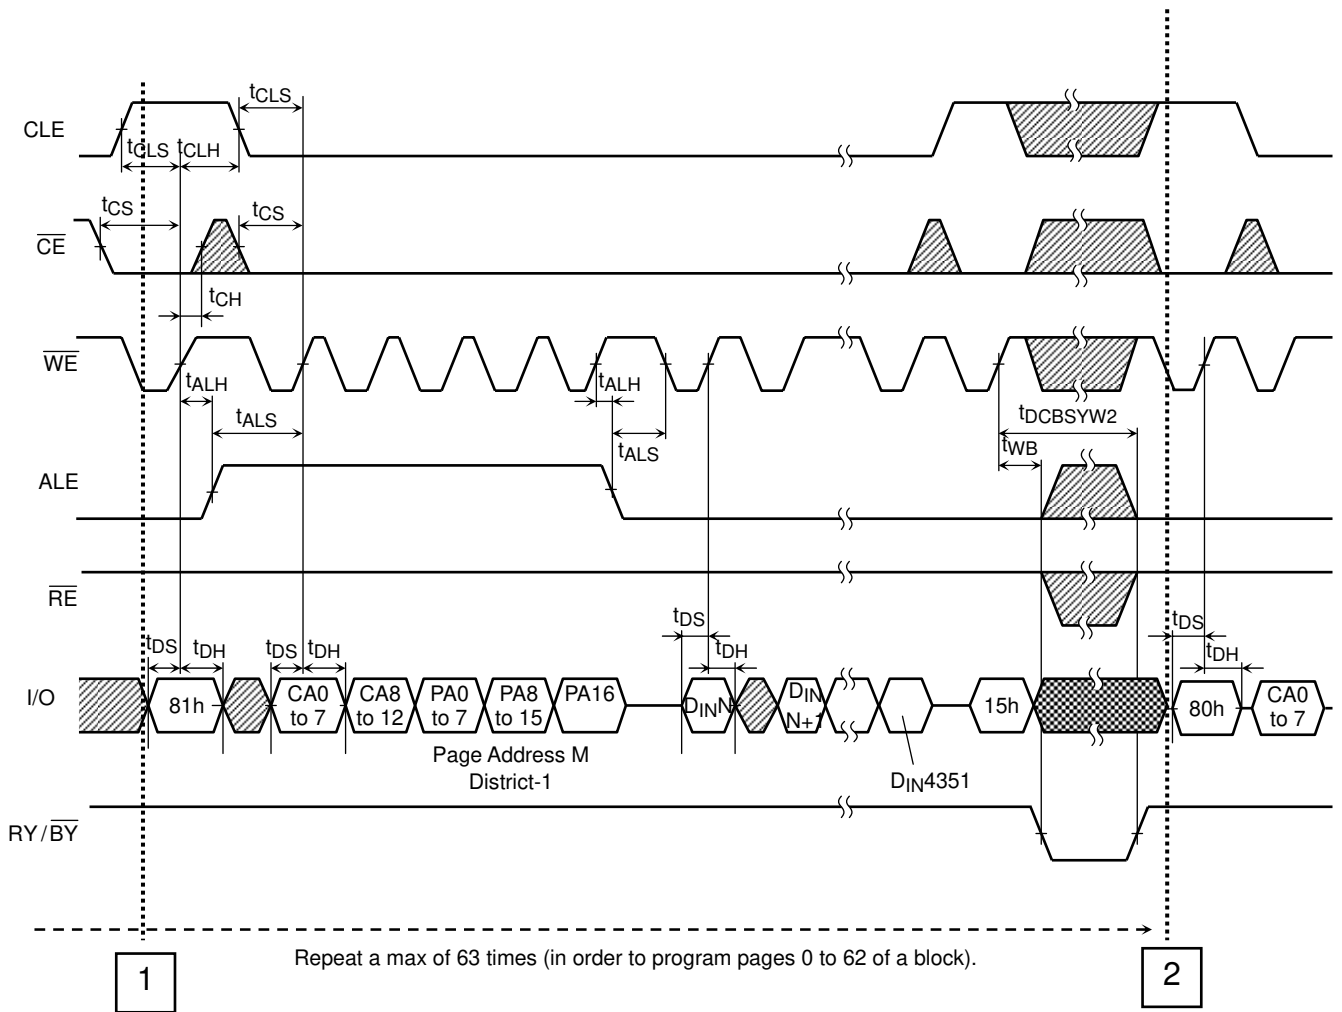 tCLS
CLE
tCLS tCLH
tCS tCS
CE
tCH
WE
tALH tALH
tALS tDCBSYW2
tALS tWB
ALE
RE
tDS tDH tDS tDH tDS tDH tDS tDH
I/O
81h
CA0 to 7
CA8 to 12
PA0 to 7
PA8 to 15
PA16
DINN
DIN N+1
15h
80h
CA0 to 7
Page Address M
District-1
DIN4351
RY/BY
Repeat a max of 63 times (in order to program pages 0 to 62 of a block).
1
2